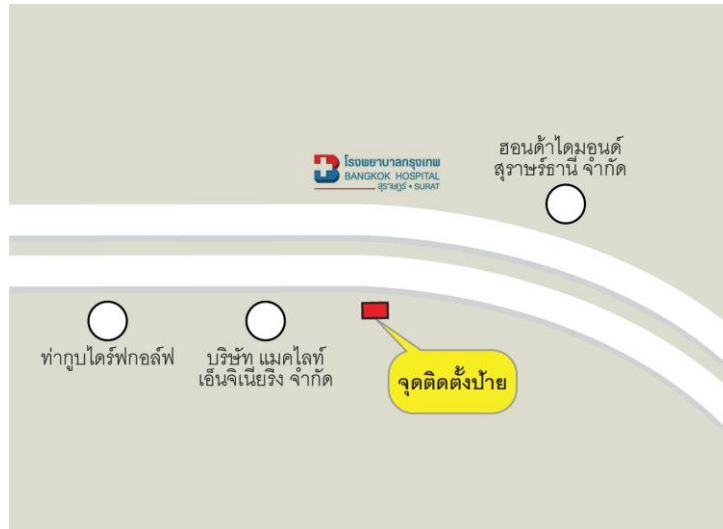 ฮอนด้าไดมอนด์
สุราษร์ธานี จำกัด
โรงพยาบาลกรุงเทพ
BANGKOK HOSPITAL
สุราษฎร์ • SURAT
ท่ากูบไดร์ฟกอล์ฟ
บริษัท แมคไลท์
เอ็นจิเนียริง จำกัด
จุดติดตั้งป้าย